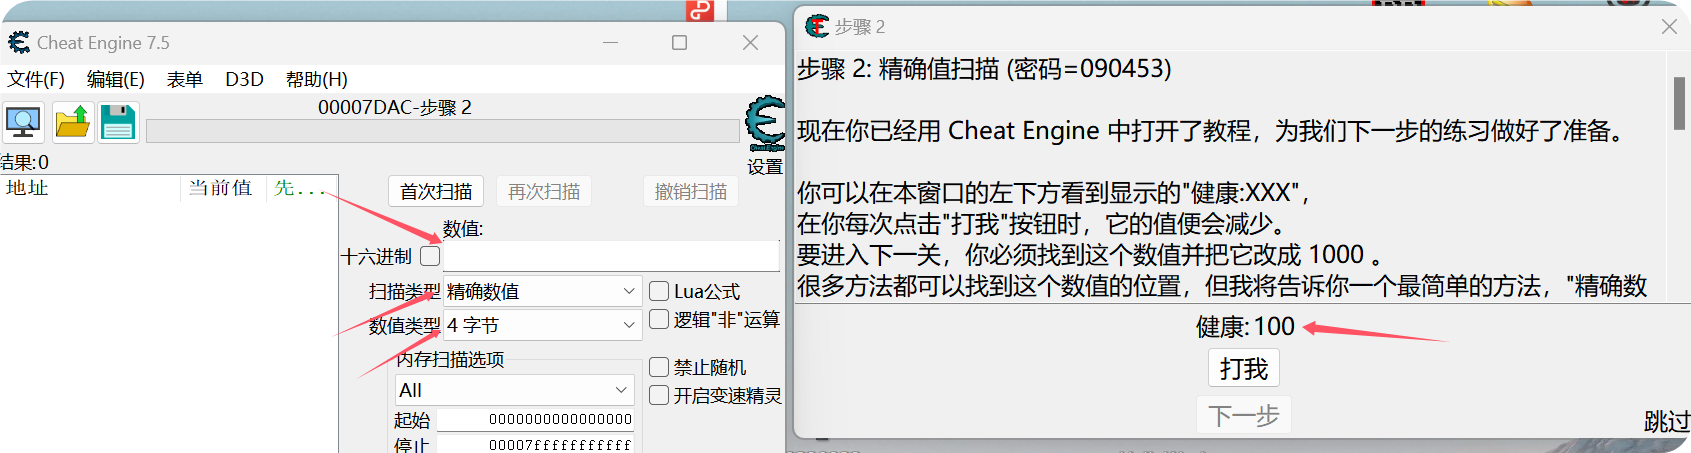 Cheat Engine 7.5
文件(F) 编辑(E) 表单 D3D 帮助(H)
00007DAC-步骤 2
设置
结果:0
地址 当前值 先...
首次扫描 再次扫描 撤销扫描
数值:
十六进制
扫描类型 精确数值 Lua公式
数值类型 4 字节 逻辑"非"运算
内存扫描选项
All
禁止随机
开启变速精灵
起始 0000000000000000
停止 00007fffffffffff
步骤 2
步骤 2: 精确值扫描 (密码=090453)
现在你已经用 Cheat Engine 中打开了教程，为我们下一步的练习做好了准备。
你可以在本窗口的左下方看到显示的"健康:XXX"，
在你每次点击"打我"按钮时，它的值便会减少。
要进入下一关，你必须找到这个数值并把它改成 1000 。
很多方法都可以找到这个数值的位置，但我将告诉你一个最简单的方法，"精确数
健康: 100
打我
下一步
跳过